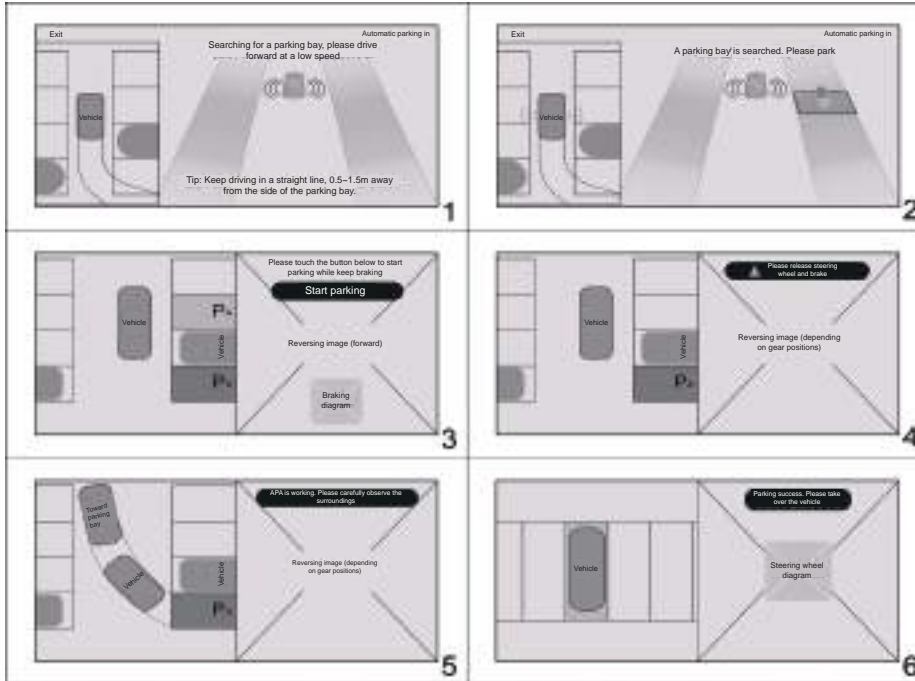 Exit
Automatic parking in
Searching for a parking bay, please drive
forward at a low speed
Vehicle
Tip: Keep driving in a straight line, 0.5~1.5m away
from the side of the parking bay.
1
Exit
Automatic parking in
A parking bay is searched. Please park
Vehicle
2
Please touch the button below to start
parking while keep braking
Start parking
Vehicle
P
Vehicle
P
Reversing image (forward)
Braking
diagram
3
Please release steering
wheel and brake
Vehicle
Vehicle
P
Reversing image (depending
on gear positions)
4
APA is working. Please carefully observe the
surroundings
Toward
parking
bay
Vehicle
Vehicle
P
Reversing image (depending
on gear positions)
5
Parking success. Please take
over the vehicle
Vehicle
Steering wheel
diagram
6